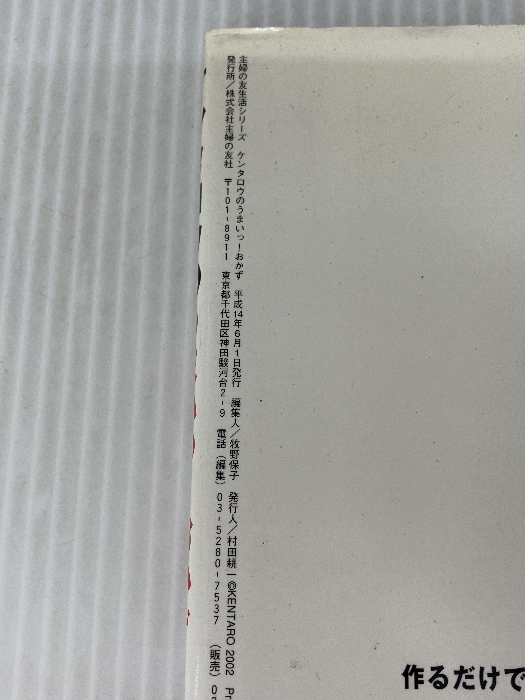 主婦の友生活シリーズ ケンタロウのうまいっ!おかず 平成14年6月1日発行 編集人/牧野保子 発行人/村田耕一©KENTARO 2002
発行所/株式会社主婦の友社 〒101-8911 東京都千代田区神田駿河台2-9 電話(編集)03-5280-7537 (販売)
作るだけで